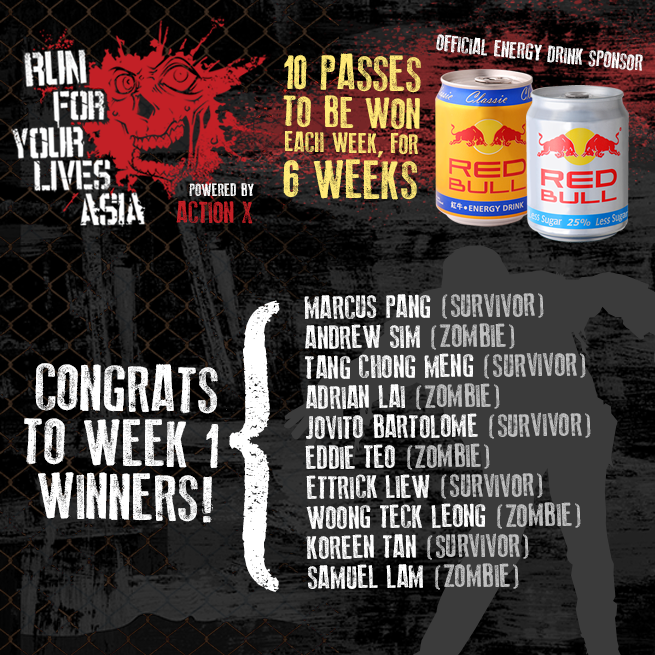 RUN
FOR
YOUR
LIVES
ASIA
POWERED BY
ACTION X
10 PASSES
TO BE WON
EACH WEEK, FOR
6 WEEKS
OFFICIAL ENERGY DRINK SPONSOR
Classic
RED
BULL
紅牛 • ENERGY DRINK
RED
BULL
Less Sugar 25% Less Sugar
CONGRATS
TO WEEK 1
WINNERS!
MARCUS PANG (SURVIVOR)
ANDREW SIM (ZOMBIE)
TANG CHONG MENG (SURVIVOR)
ADRIAN LAI (ZOMBIE)
JOVITO BARTOLOME (SURVIVOR)
EDDIE TEO (ZOMBIE)
ETTRICK LIEW (SURVIVOR)
WOONG TECK LEONG (ZOMBIE)
KOREEN TAN (SURVIVOR)
SAMUEL LAM (ZOMBIE)